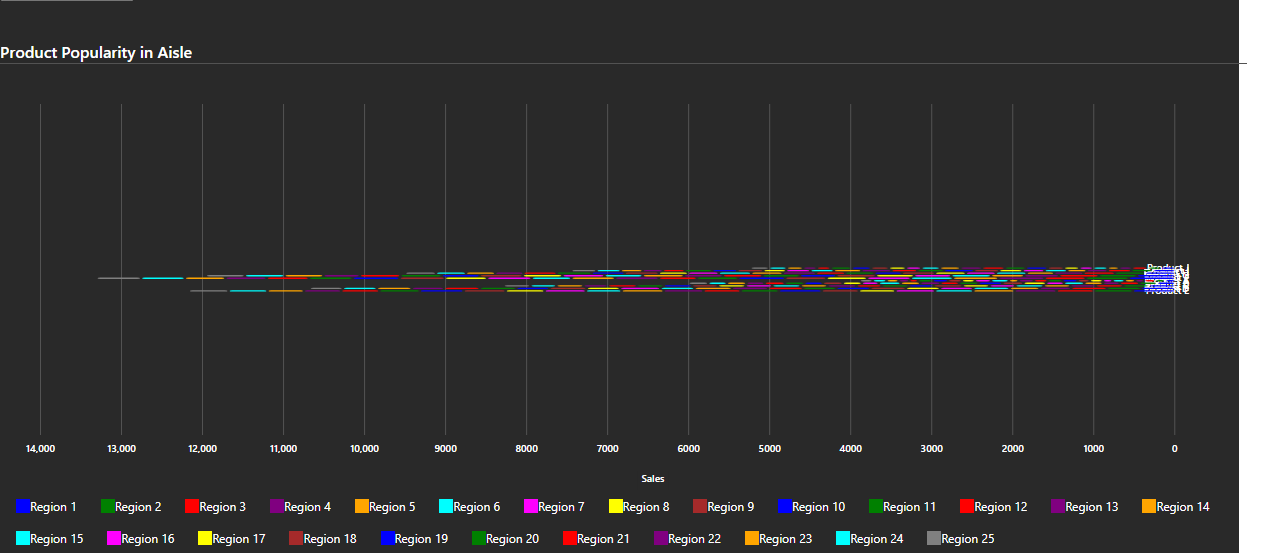 Product Popularity in Aisle
Product J
14,000 13,000 12,000 11,000 10,000 9000 8000 7000 6000 5000 4000 3000 2000 1000 0
Sales
Region 1 Region 2 Region 3 Region 4 Region 5 Region 6 Region 7 Region 8 Region 9 Region 10 Region 11 Region 12 Region 13 Region 14
Region 15 Region 16 Region 17 Region 18 Region 19 Region 20 Region 21 Region 22 Region 23 Region 24 Region 25